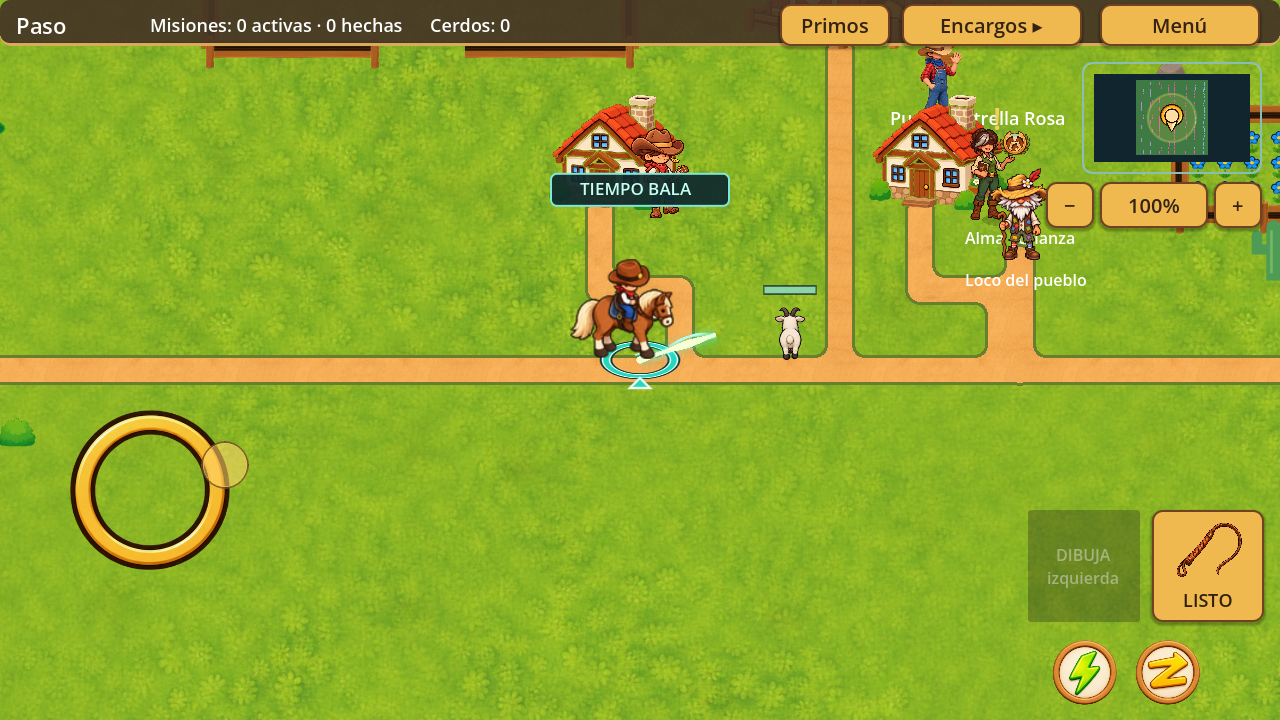 Paso
Misiones: 0 activas · 0 hechas
Cerdos: 0
Primos
Encargos ▸
Menú
TIEMPO BALA
100%
Loco del pueblo
DIBUJA
izquierda
LISTO